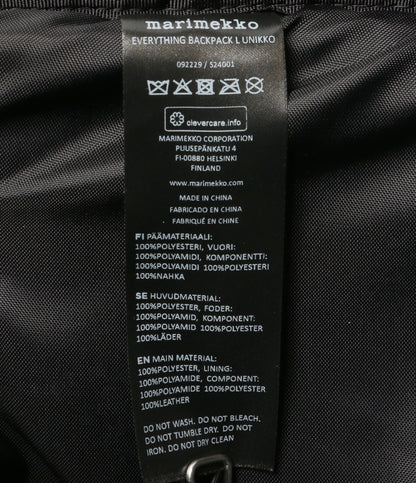 marimekko
EVERYTHING BACKPACK L UNIKKO
092229 / S24001
clevercare.info
MARIMEKKO CORPORATION
PUUSEPÄNKATU 4
FI-00880 HELSINKI
FINLAND
www.marimekko.com
MADE IN CHINA
FABRICADO EN CHINA
FABRIQUÉ EN CHINE
FI PÄÄMATERIAALI:
100%POLYESTERI, VUORI:
100%POLYAMIDI, KOMPONENTTI:
100%POLYAMIDI 100%POLYESTERI
100%NAHKA
SE HUVUDMATERIAL:
100%POLYESTER, FODER:
100%POLYAMID, KOMPONENT:
100%POLYAMID 100%POLYESTER
100%LÄDER
EN MAIN MATERIAL:
100%POLYESTER, LINING:
100%POLYAMIDE, COMPONENT:
100%POLYAMIDE 100%POLYESTER
100%LEATHER
DO NOT WASH. DO NOT BLEACH.
DO NOT TUMBLE DRY. DO NOT
IRON. DO NOT DRY CLEAN